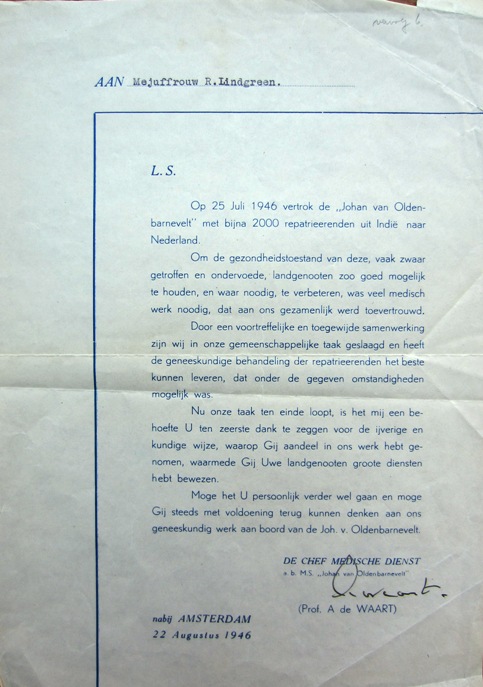 AAN Mejuffrouw R.Lindgreen.
L. S.
Op 25 Juli 1946 vertrok de „Johan van Olden-
barnevelt” met bijna 2000 repatrieerenden uit Indië naar
Nederland.
Om de gezondheidstoestand van deze, vaak zwaar
getroffen en ondervoede, landgenooten zoo goed mogelijk
te houden, en waar noodig, te verbeteren, was veel medisch
werk noodig, dat aan ons gezamenlijk werd toevertrouwd.
Door een voortreffelijke en toegewijde samenwerking
zijn wij in onze gemeenschappelijke taak geslaagd en heeft
de geneeskundige behandeling der repatrieerenden het beste
kunnen leveren, dat onder de gegeven omstandigheden
mogelijk was.
Nu onze taak ten einde loopt, is het mij een be-
hoefte U ten zeerste dank te zeggen voor de ijverige en
kundige wijze, waarop Gij aandeel in ons werk hebt ge-
nomen, waarmede Gij Uwe landgenooten groote diensten
hebt bewezen.
Moge het U persoonlijk verder wel gaan en moge
Gij steeds met voldoening terug kunnen denken aan ons
geneeskundig werk aan boord van de Joh. v. Oldenbarnevelt.
DE CHEF MEDISCHE DIENST
a. b. M.S. „Johan van Oldenbarnevelt”
(Prof. A de WAART)
nabij AMSTERDAM
22 Augustus 1946